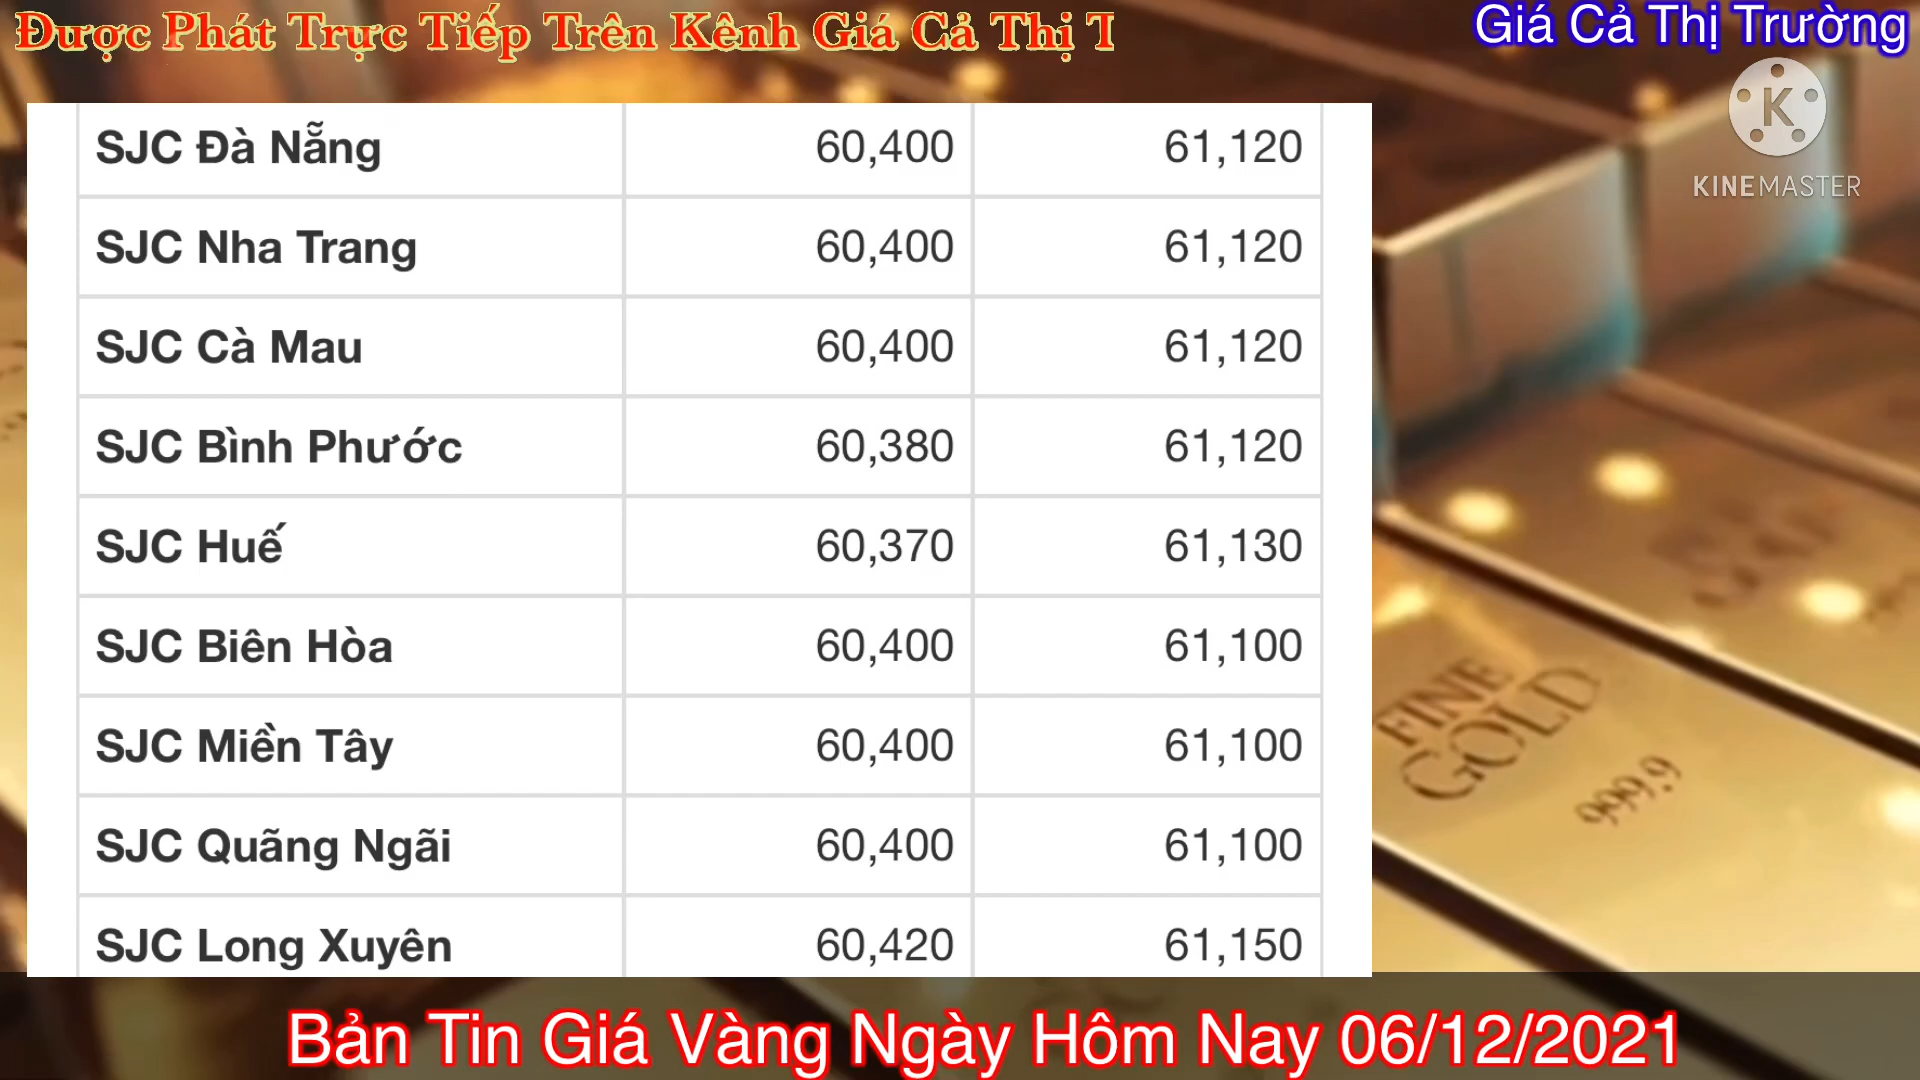 Được Phát Trực Tiếp Trên Kênh Giá Cả Thị T
Giá Cả Thị Trường
K
KINEMASTER
SJC Đà Nẵng 60,400 61,120
SJC Nha Trang 60,400 61,120
SJC Cà Mau 60,400 61,120
SJC Bình Phước 60,380 61,120
SJC Huế 60,370 61,130
SJC Biên Hòa 60,400 61,100
SJC Miền Tây 60,400 61,100
SJC Quãng Ngãi 60,400 61,100
SJC Long Xuyên 60,420 61,150
FINE
GOLD
999,9
Bản Tin Giá Vàng Ngày Hôm Nay 06/12/2021